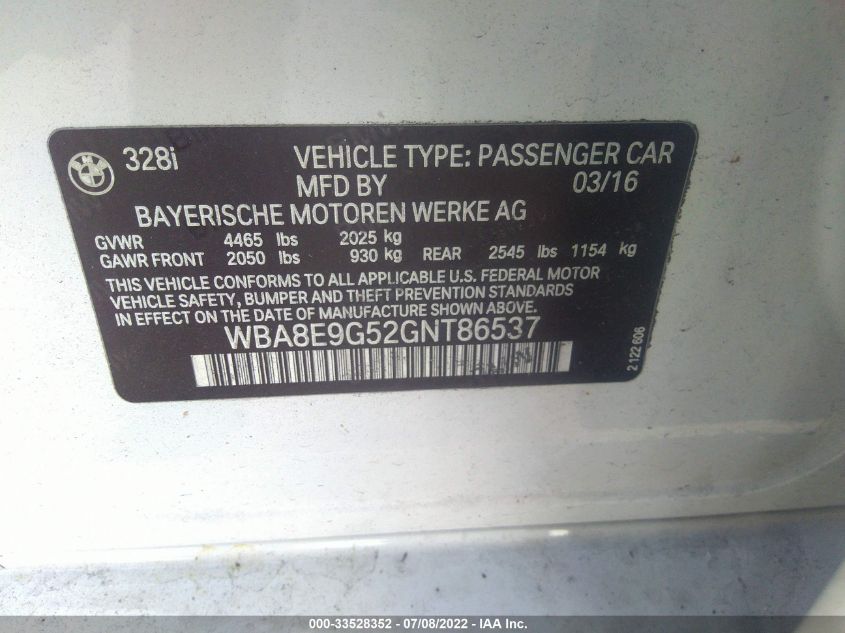 BMW
328i VEHICLE TYPE: PASSENGER CAR
MFD BY 03/16
BAYERISCHE MOTOREN WERKE AG
GVWR 4465 lbs 2025 kg
GAWR FRONT 2050 lbs 930 kg REAR 2545 lbs 1154 kg
THIS VEHICLE CONFORMS TO ALL APPLICABLE U.S. FEDERAL MOTOR
VEHICLE SAFETY, BUMPER AND THEFT PREVENTION STANDARDS
IN EFFECT ON THE DATE OF MANUFACTURE SHOWN ABOVE.
WBA8E9G52GNT86537
2 122 606
000-33528352 - 07/08/2022 - IAA Inc.